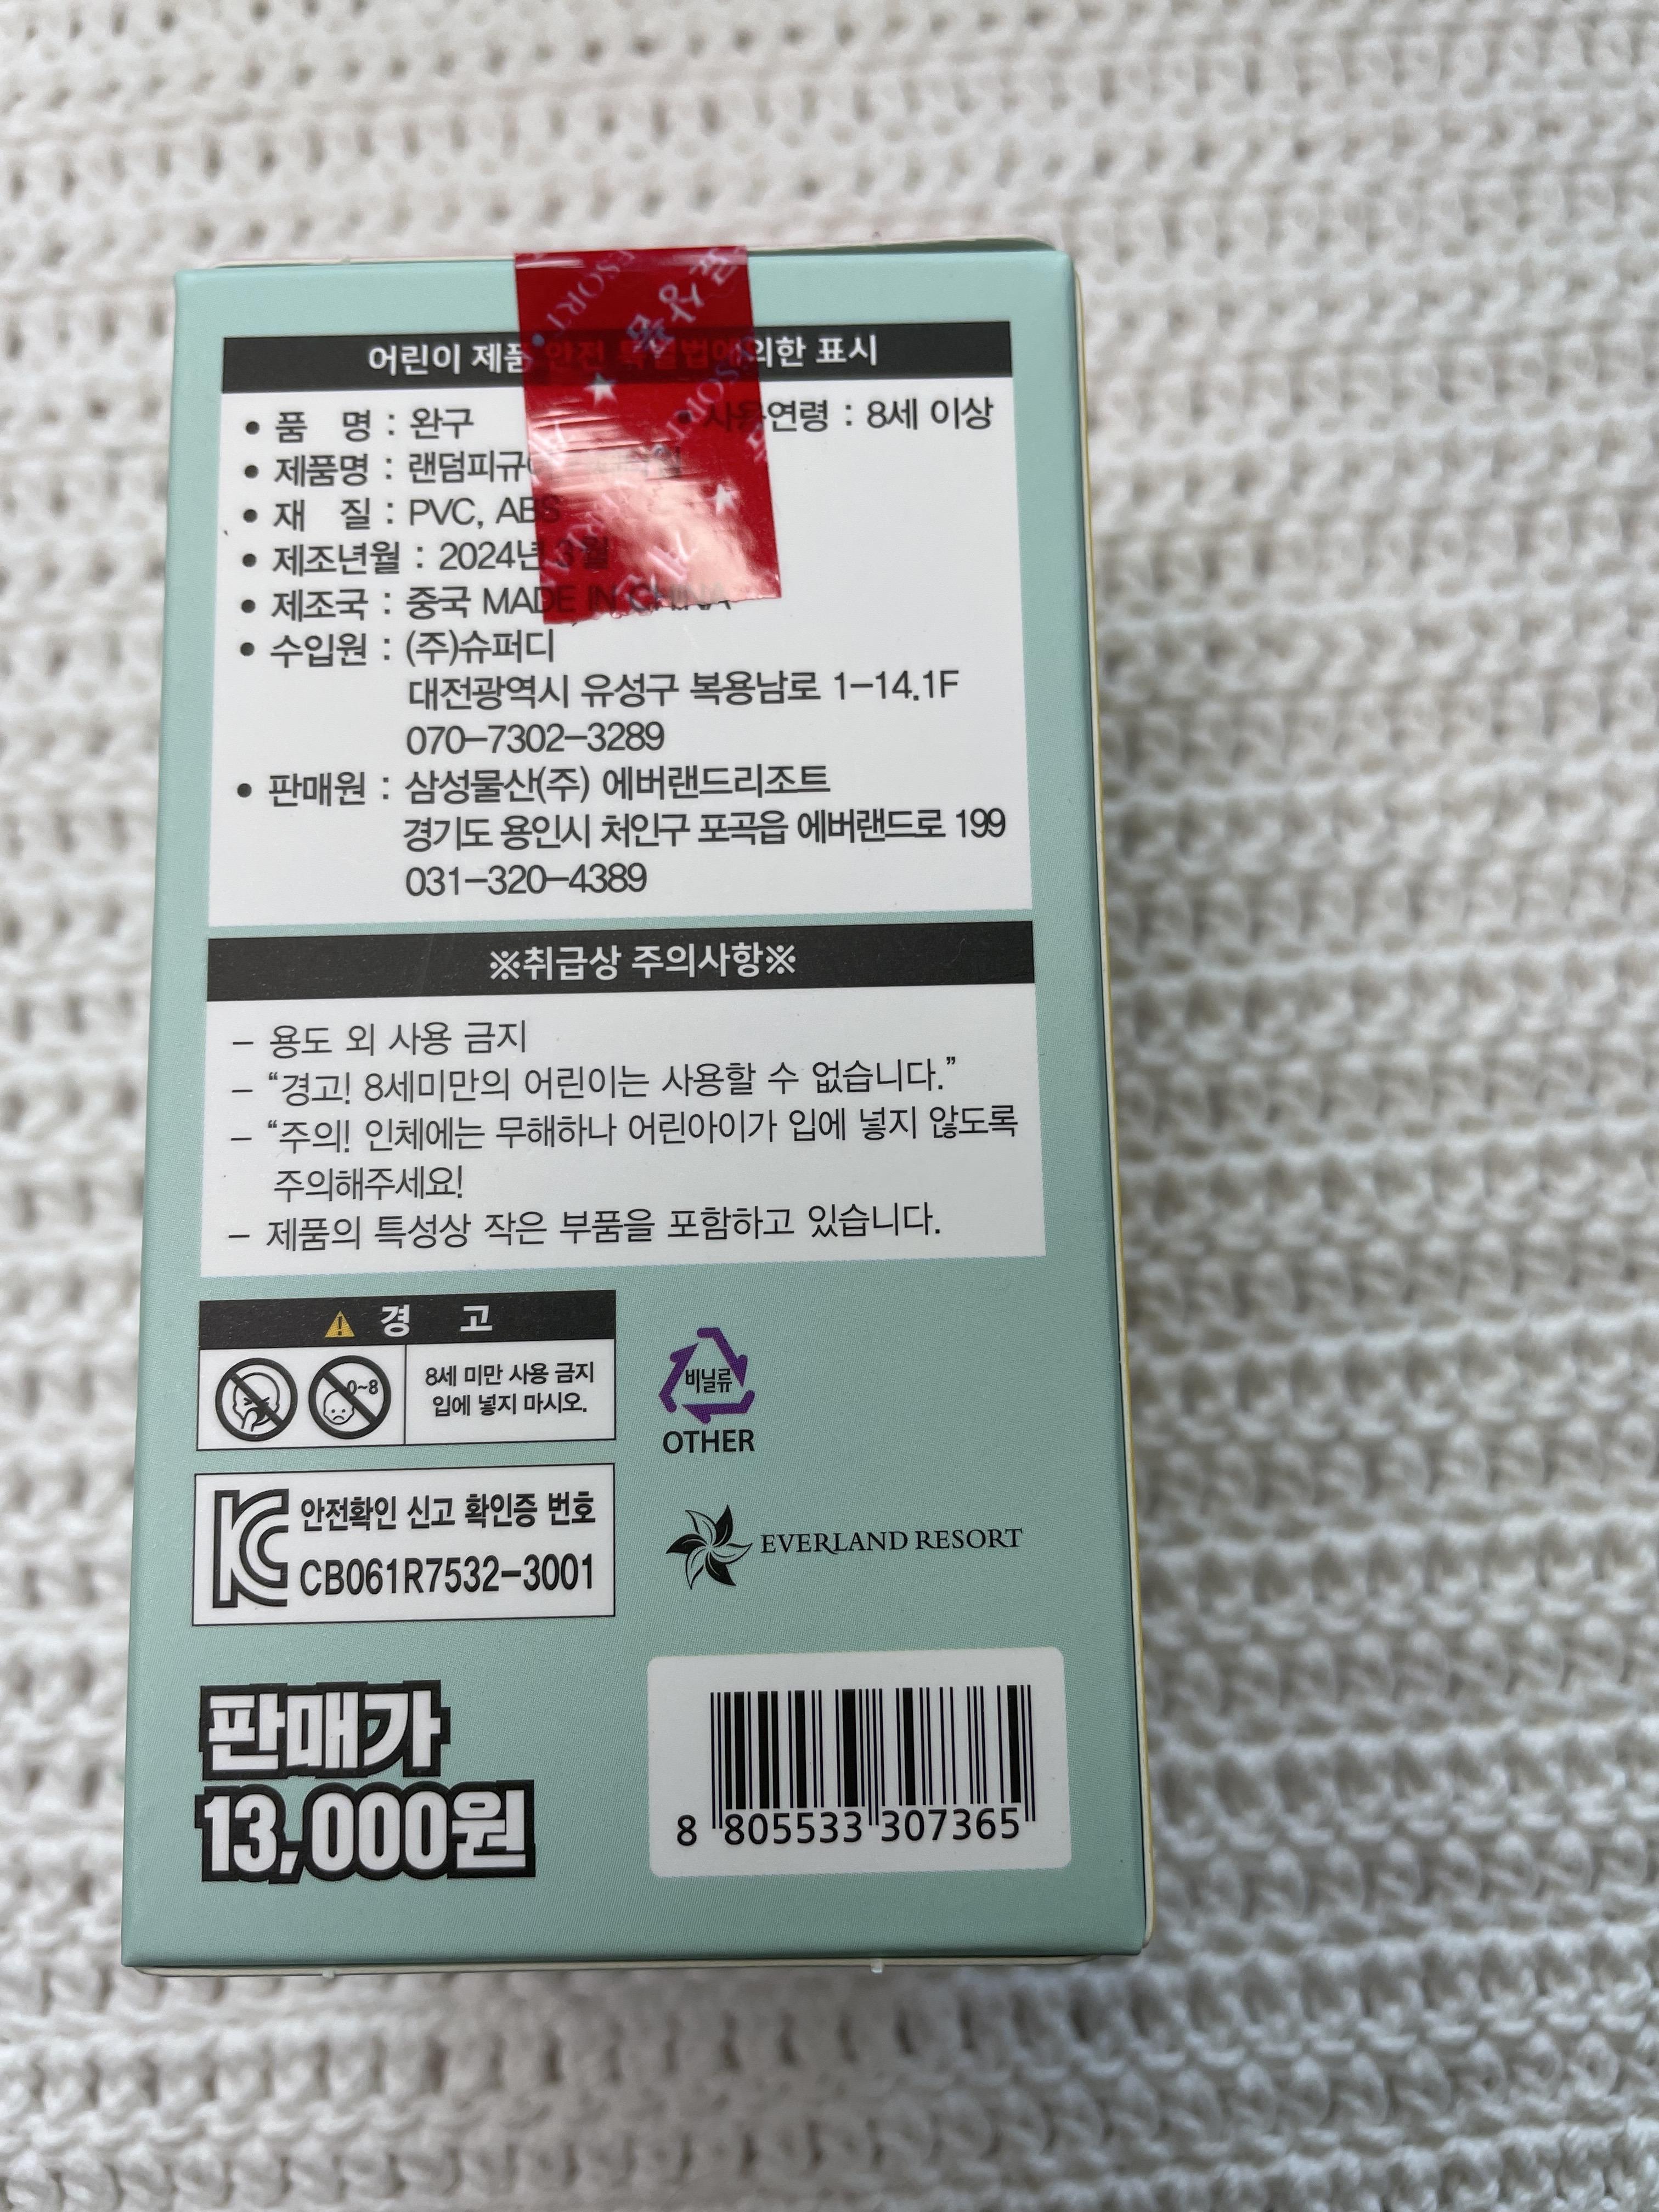 어린이 제품 안전 특별법에 의한 표시
• 품 명 : 완구 • 사용연령 : 8세 이상
• 제품명 :
• 재 질 : PVC, ABS
• 제조년월 : 2024년 3월
• 제조국 : 중국 MADE IN CHINA
• 수입원 : (주)슈퍼디
대전광역시 유성구 복용남로 1-14.1F
070-7302-3289
• 판매원 : 삼성물산(주) 에버랜드리조트
경기도 용인시 처인구 포곡읍 에버랜드로 199
031-320-4389
※취급상 주의사항※
- 용도 외 사용 금지
- “경고! 8세미만의 어린이는 사용할 수 없습니다.”
- “주의! 인체에는 무해하나 어린아이가 입에 넣지 않도록
주의해주세요!
- 제품의 특성상 작은 부품을 포함하고 있습니다.
경 고
0~8
8세 미만 사용 금지
입에 넣지 마시오.
비닐류
OTHER
안전확인 신고 확인증 번호
CB061R7532-3001
EVERLAND RESORT
판매가
13,000원
8 805533 307365